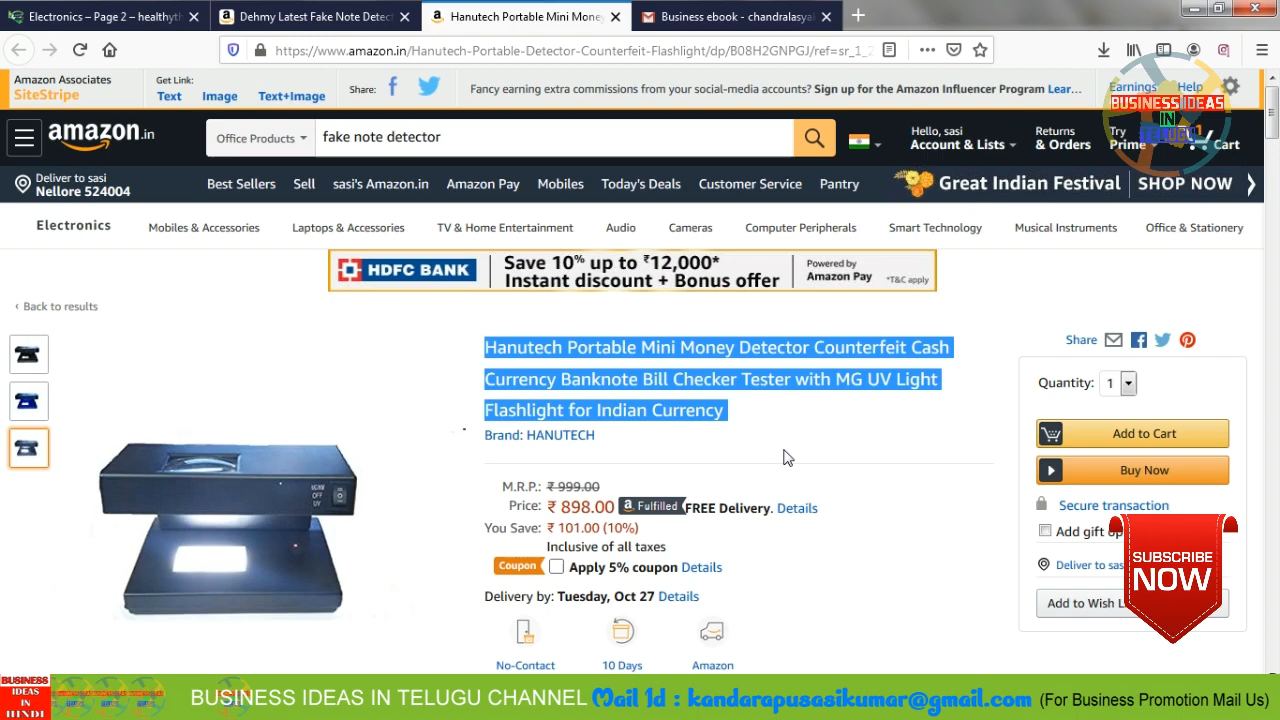 Electronics – Page 2 – healthyth
Dehmy Latest Fake Note Detect
Hanutech Portable Mini Money
Business ebook - chandralasyai
https://www.amazon.in/Hanutech-Portable-Detector-Counterfeit-Flashlight/dp/B08H2GNPGJ/ref=sr_1_2
Amazon Associates
SiteStripe
Get Link:
Text Image Text+Image
Share:
Fancy earning extra commissions from your social-media accounts? Sign up for the Amazon Influencer Program Lear...
Earnings Help
BUSINESS IDEAS
IN
TELUGU
amazon.in
Office Products
fake note detector
Hello, sasi
Account & Lists
Returns
& Orders
Try
Prime
1
Cart
Deliver to sasi
Nellore 524004
Best Sellers Sell sasi's Amazon.in Amazon Pay Mobiles Today's Deals Customer Service Pantry
Great Indian Festival SHOP NOW
Electronics Mobiles & Accessories Laptops & Accessories TV & Home Entertainment Audio Cameras Computer Peripherals Smart Technology Musical Instruments Office & Stationery
HDFC BANK
Save 10% up to ₹12,000*
Instant discount + Bonus offer
Powered by
Amazon Pay
*T&C apply
‹ Back to results
Hanutech Portable Mini Money Detector Counterfeit Cash
Currency Banknote Bill Checker Tester with MG UV Light
Flashlight for Indian Currency
Brand: HANUTECH
M.R.P.: ₹ 999.00
Price: ₹ 898.00 Fulfilled FREE Delivery. Details
You Save: ₹ 101.00 (10%)
Inclusive of all taxes
Coupon Apply 5% coupon Details
Delivery by: Tuesday, Oct 27 Details
No-Contact 10 Days Amazon
OFF
UV
Share
Quantity: 1
Add to Cart
Buy Now
Secure transaction
Add gift op
Deliver to sas
Add to Wish L
SUBSCRIBE
NOW
BUSINESS
IDEAS
IN
HINDI
BUSINESS IDEAS IN TELUGU CHANNEL Mail Id : kandarapusasikumar@gmail.com (For Business Promotion Mail Us)